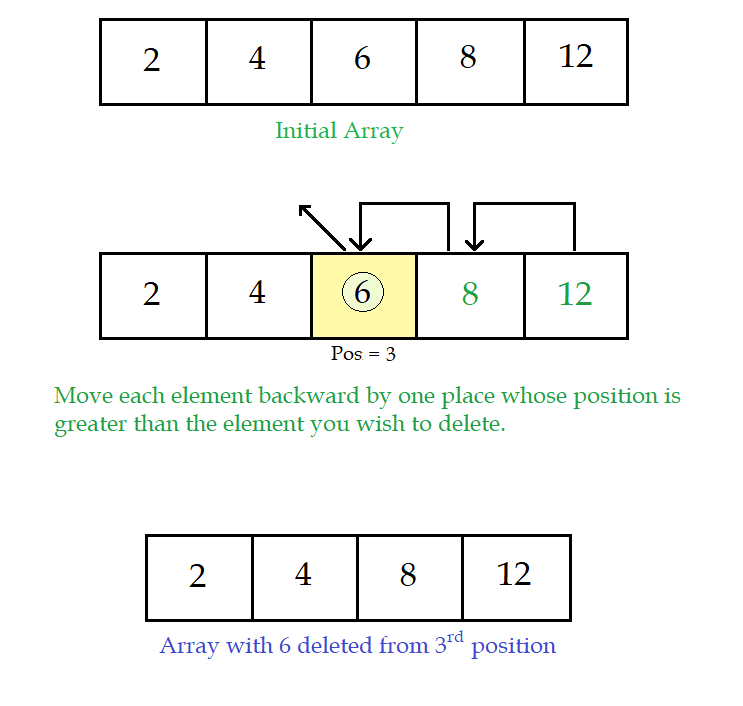 2 4 6 8 12
Initial Array
2 4 6 8 12
Pos = 3
Move each element backward by one place whose position is
greater than the element you wish to delete.
2 4 8 12
Array with 6 deleted from 3rd position